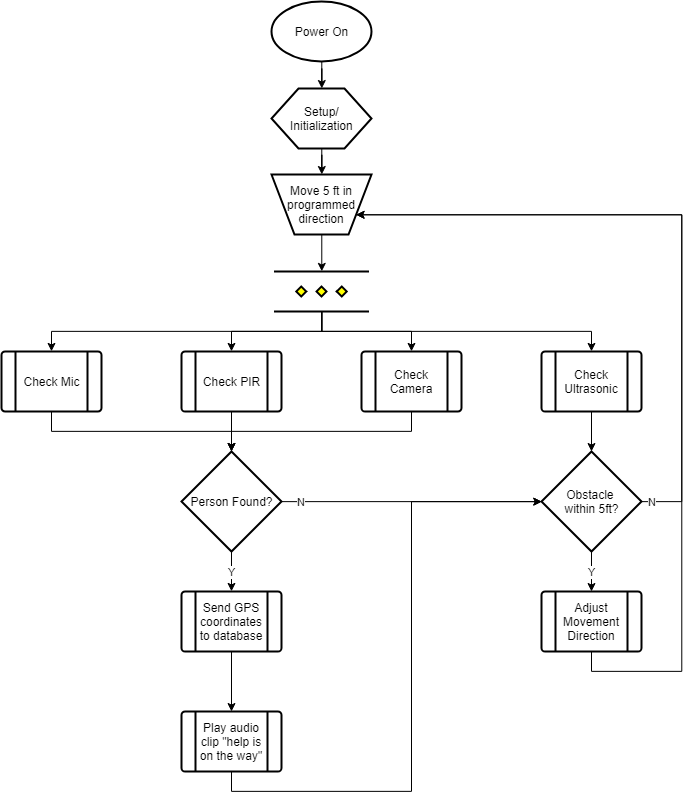 Power On
Setup/
Initialization
Move 5 ft in
programmed
direction
Check Mic
Check PIR
Check
Camera
Check
Ultrasonic
Person Found?
N
Obstacle
within 5ft?
N
Y
Y
Send GPS
coordinates
to database
Adjust
Movement
Direction
Play audio
clip "help is
on the way"